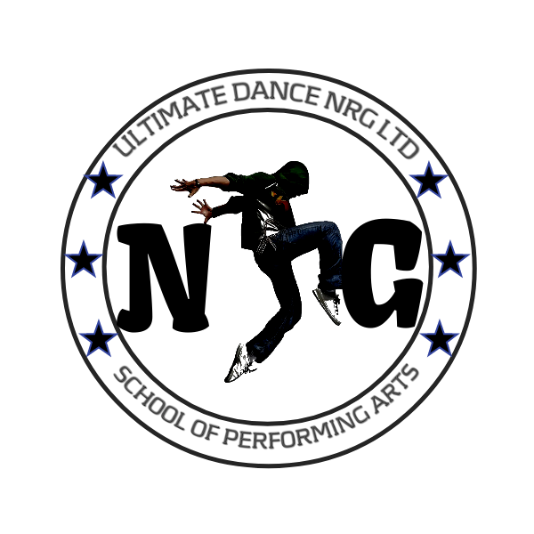 ULTIMATE DANCE NRG LTD
N G
SCHOOL OF PERFORMING ARTS